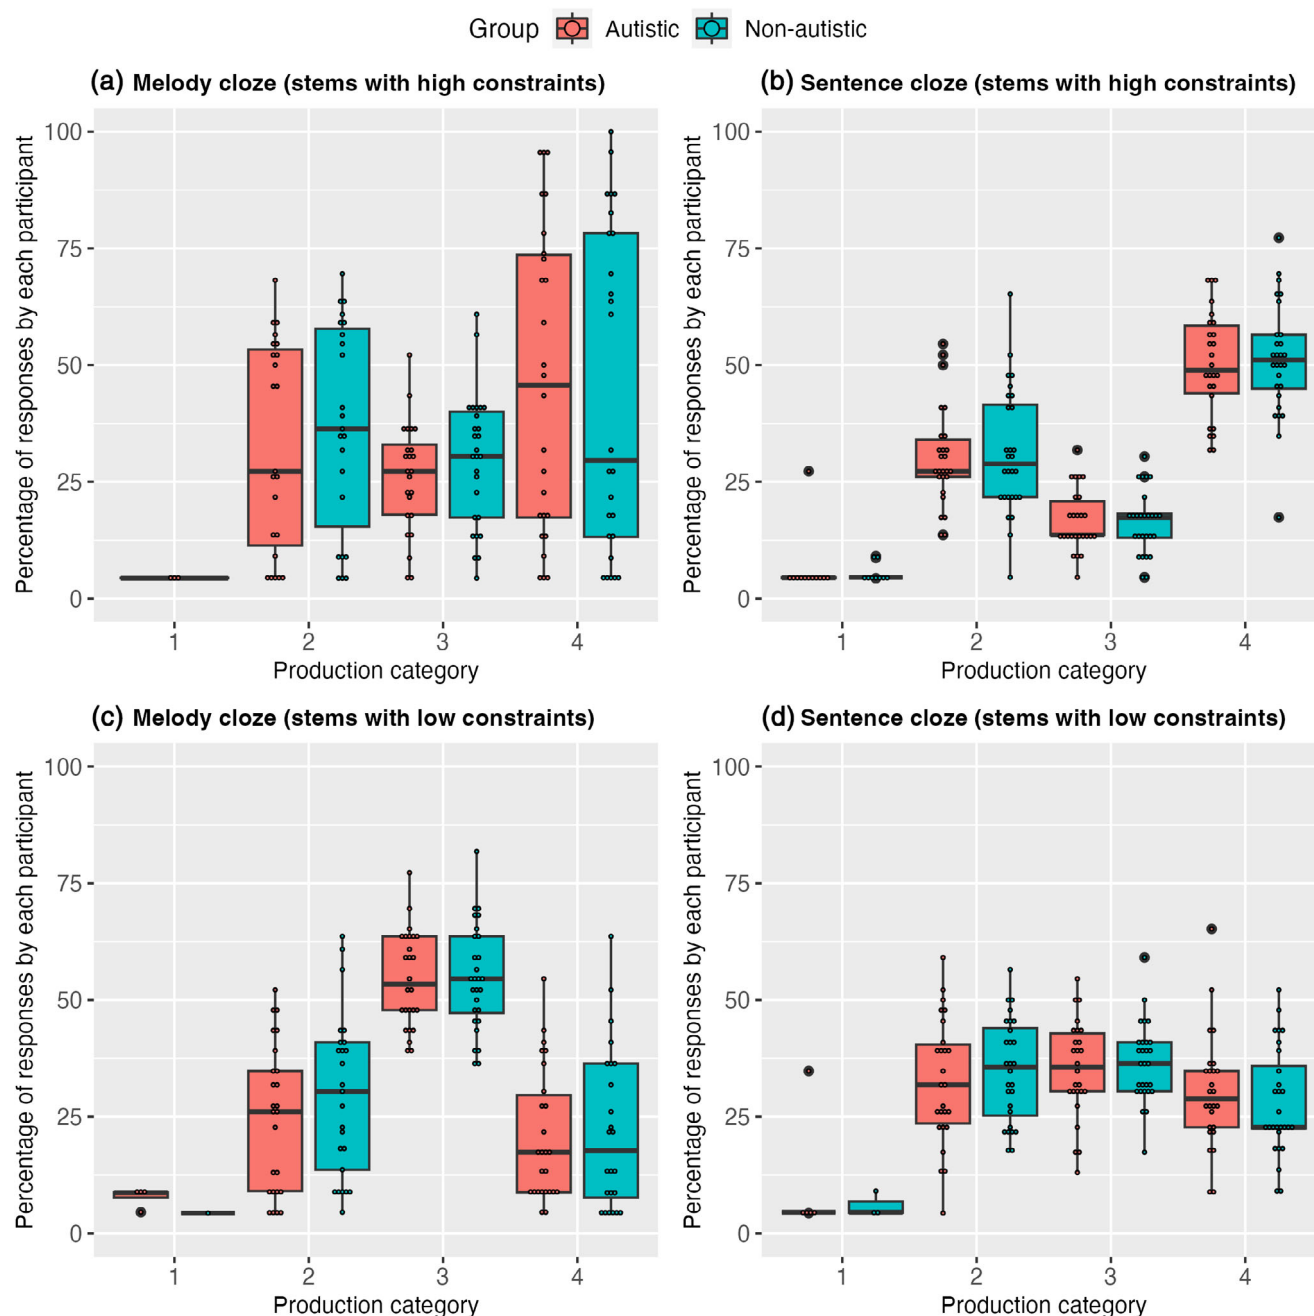 Group Autistic Non-autistic
(a) Melody cloze (stems with high constraints)
Percentage of responses by each participant
100
75
50
25
0
1 2 3 4
Production category
(b) Sentence cloze (stems with high constraints)
Percentage of responses by each participant
100
75
50
25
0
1 2 3 4
Production category
(c) Melody cloze (stems with low constraints)
Percentage of responses by each participant
100
75
50
25
0
1 2 3 4
Production category
(d) Sentence cloze (stems with low constraints)
Percentage of responses by each participant
100
75
50
25
0
1 2 3 4
Production category